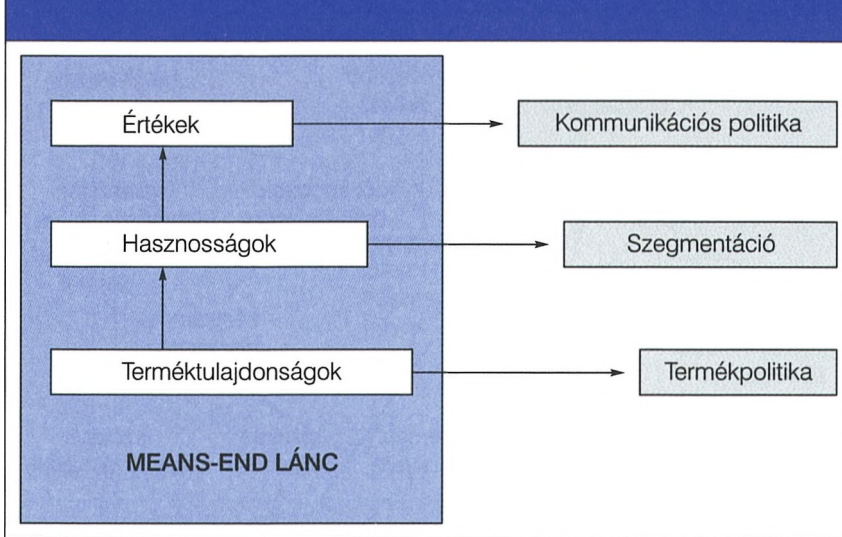 Értékek
Kommunikációs politika
Hasznosságok
Szegmentáció
Terméktulajdonságok
Termékpolitika
MEANS-END LÁNC